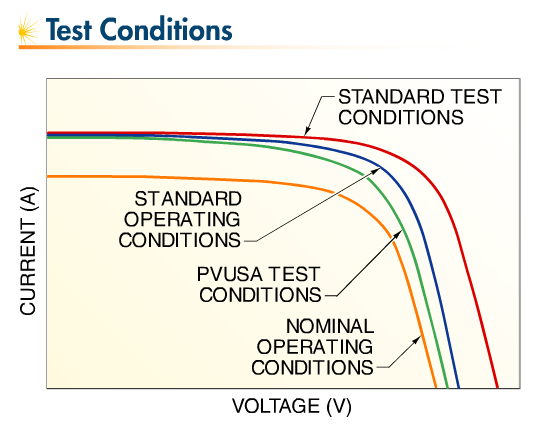 Test Conditions
STANDARD TEST
CONDITIONS
STANDARD
OPERATING
CONDITIONS
PVUSA TEST
CONDITIONS
NOMINAL
OPERATING
CONDITIONS
CURRENT (A)
VOLTAGE (V)